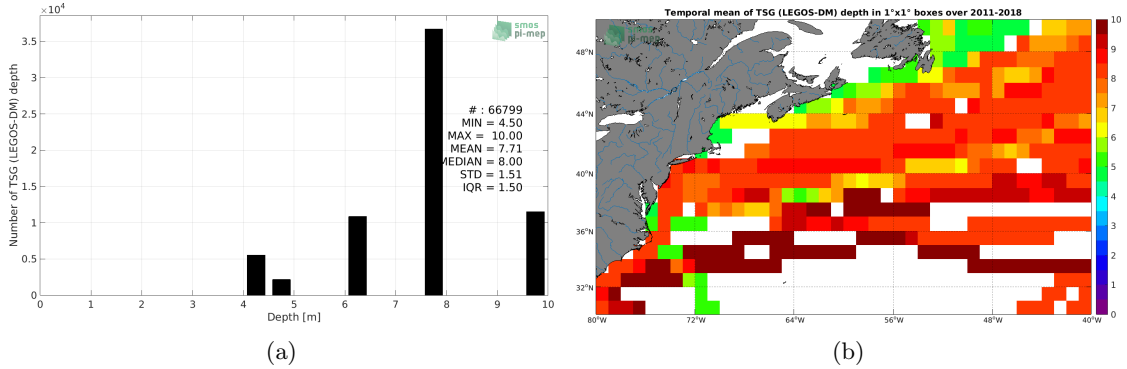 ×10⁴
3.5
3
2.5
2
1.5
1
0.5
0
0 1 2 3 4 5 6 7 8 9 10
Number of TSG (LEGOS-DM) depth
Depth [m]
smos
pi-mep
# : 66799
MIN = 4.50
MAX = 10.00
MEAN = 7.71
MEDIAN = 8.00
STD = 1.51
IQR = 1.50
(a)
Temporal mean of TSG (LEGOS-DM) depth in 1°x1° boxes over 2011-2018
smos
pi-mep
48°N
44°N
40°N
36°N
32°N
80°W 72°W 64°W 56°W 48°W 40°W
10
9
8
7
6
5
4
3
2
1
0
(b)